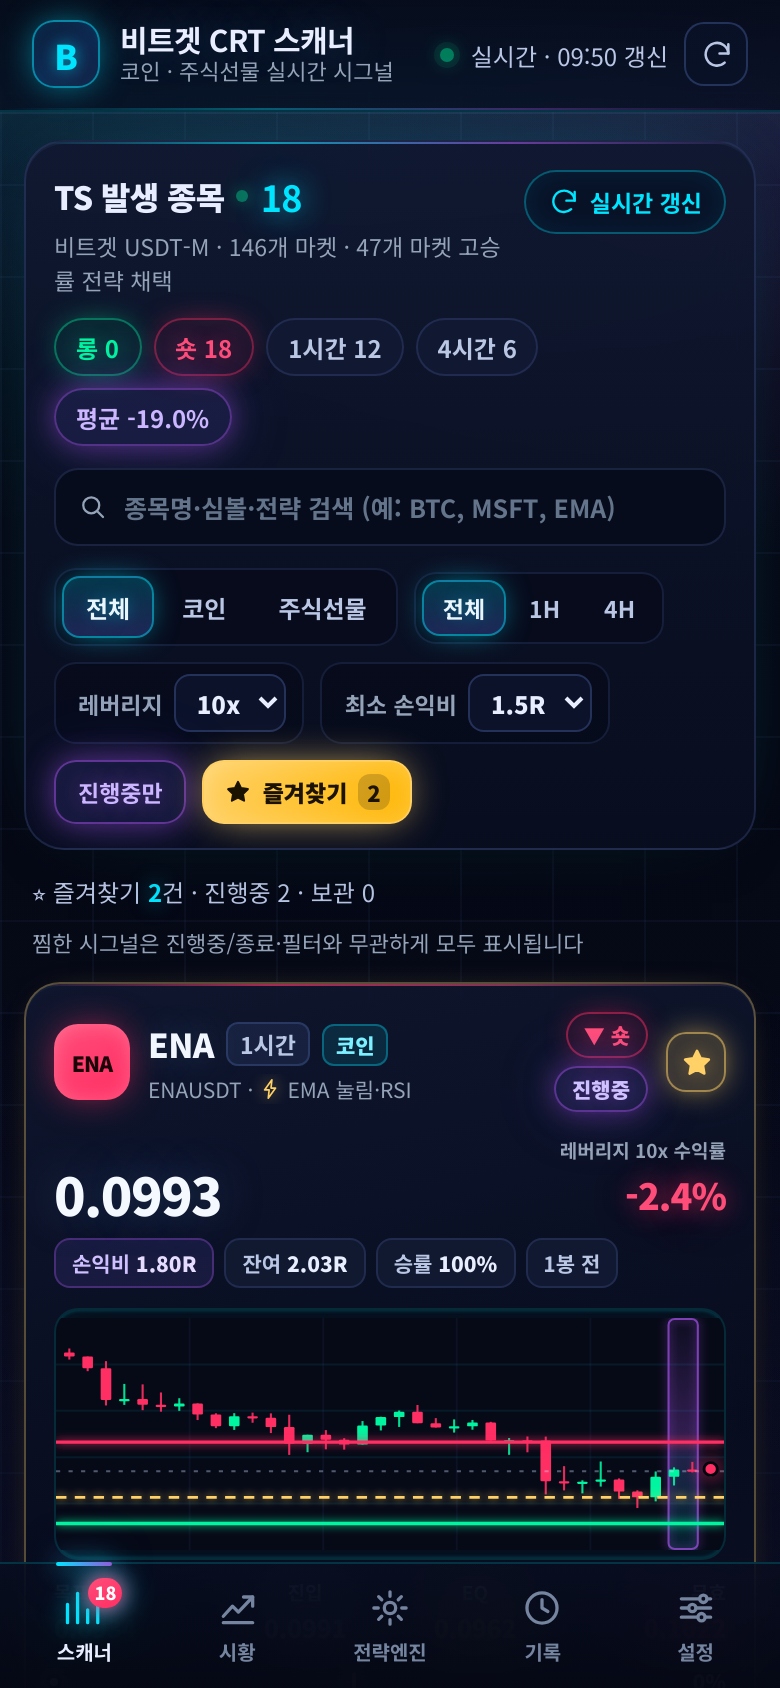 B
비트겟 CRT 스캐너
코인 · 주식선물 실시간 시그널
실시간 · 09:50 갱신
TS 발생 종목 • 18
실시간 갱신
비트겟 USDT-M · 146개 마켓 · 47개 마켓 고승
률 전략 채택
롱 0
숏 18
1시간 12
4시간 6
평균 -19.0%
종목명·심볼·전략 검색 (예: BTC, MSFT, EMA)
전체 코인 주식선물
전체 1H 4H
레버리지 10x
최소 손익비 1.5R
진행중만
★ 즐겨찾기 2
☆ 즐겨찾기 2건 · 진행중 2 · 보관 0
찜한 시그널은 진행중/종료·필터와 무관하게 모두 표시됩니다
ENA
ENA 1시간 코인
ENAUSDT · ⚡ EMA 눌림·RSI
▼ 숏
진행중
레버리지 10x 수익률
0.0993
-2.4%
손익비 1.80R
잔여 2.03R
승률 100%
1봉 전
18
스캐너
시황
전략엔진
기록
설정